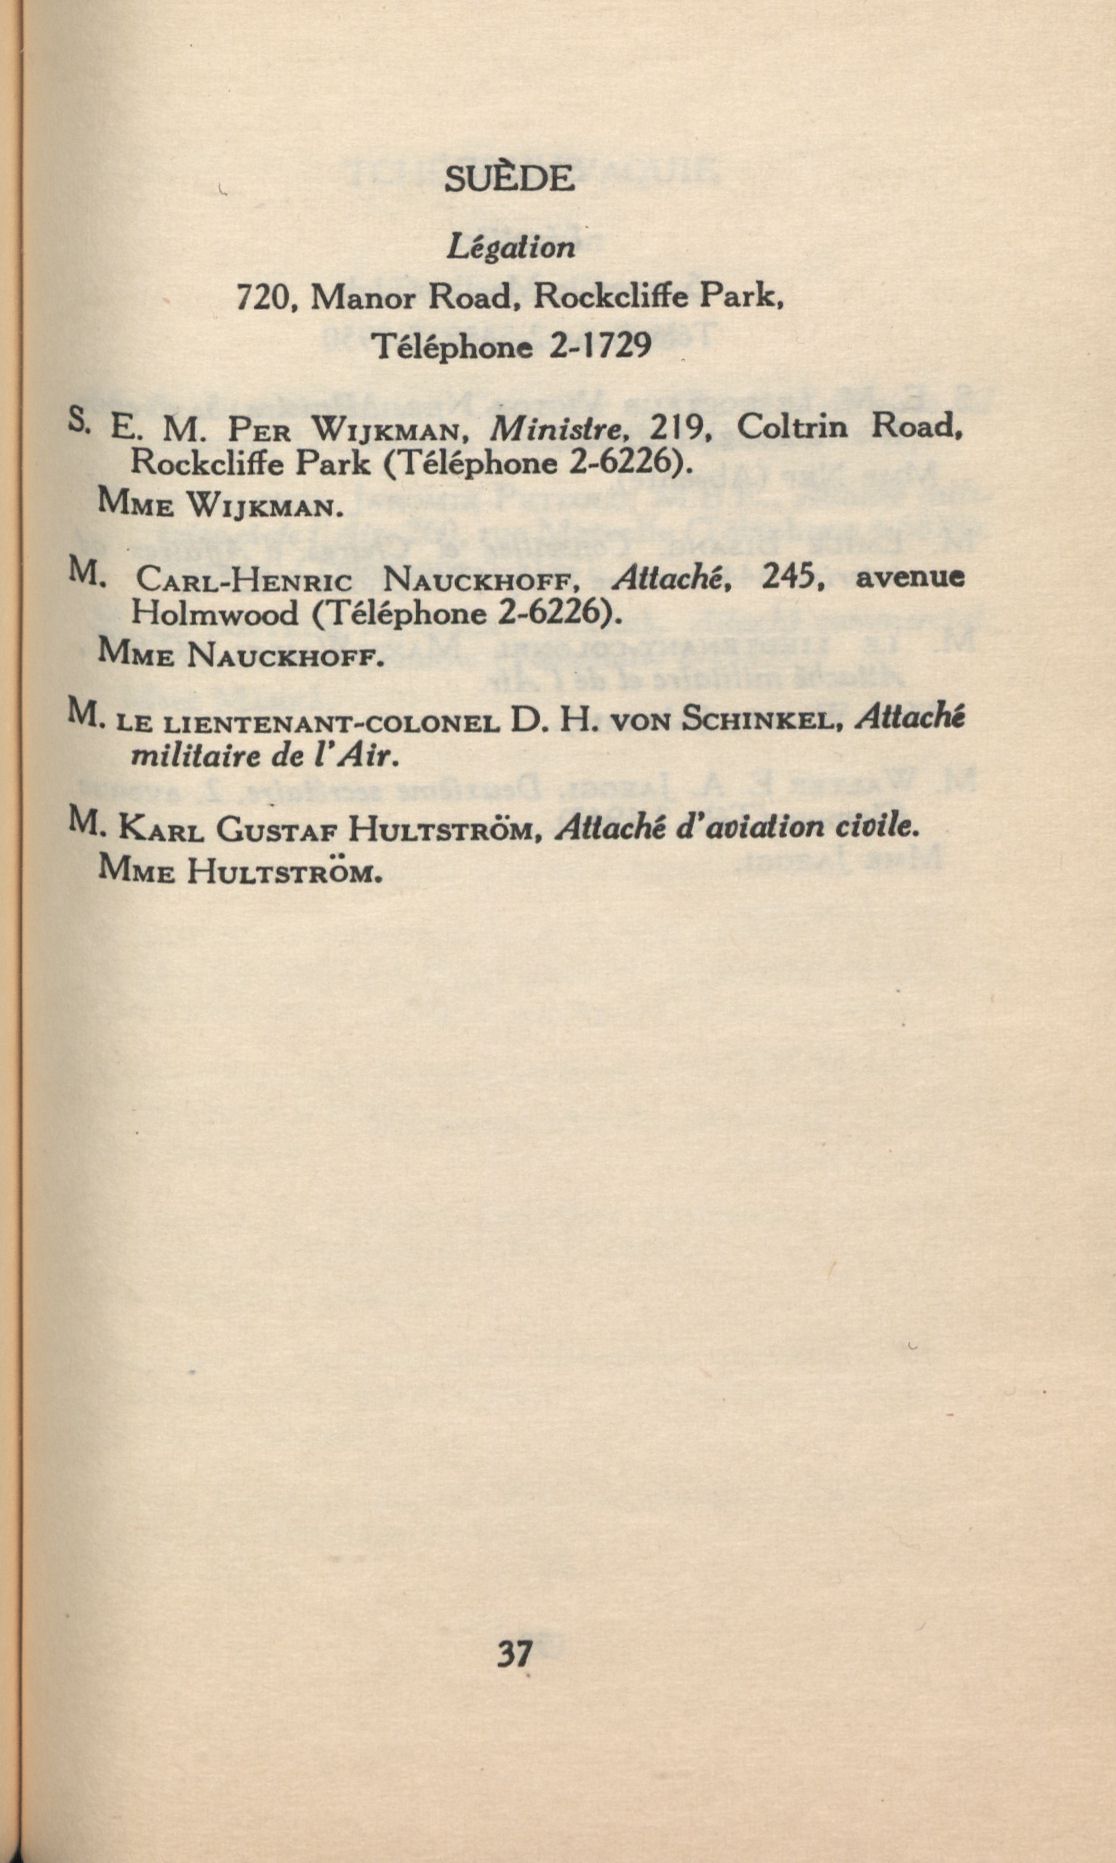 SUÈDE
Légation
720, Manor Road, Rockcliffe Park,
Téléphone 2-1729
S. E. M. PER WIJKMAN, Ministre, 219, Coltrin Road,
Rockcliffe Park (Téléphone 2-6226).
MME WIJKMAN.
M. CARL-HENRIC NAUCKHOFF, Attaché, 245, avenue
Holmwood (Téléphone 2-6226).
MME NAUCKHOFF.
M. LE LIENTENANT-COLONEL D. H. VON SCHINKEL, Attaché
militaire de l'Air.
M. KARL GUSTAF HULTSTRÖM, Attaché d'aviation civile.
MME HULTSTRÖM.
37